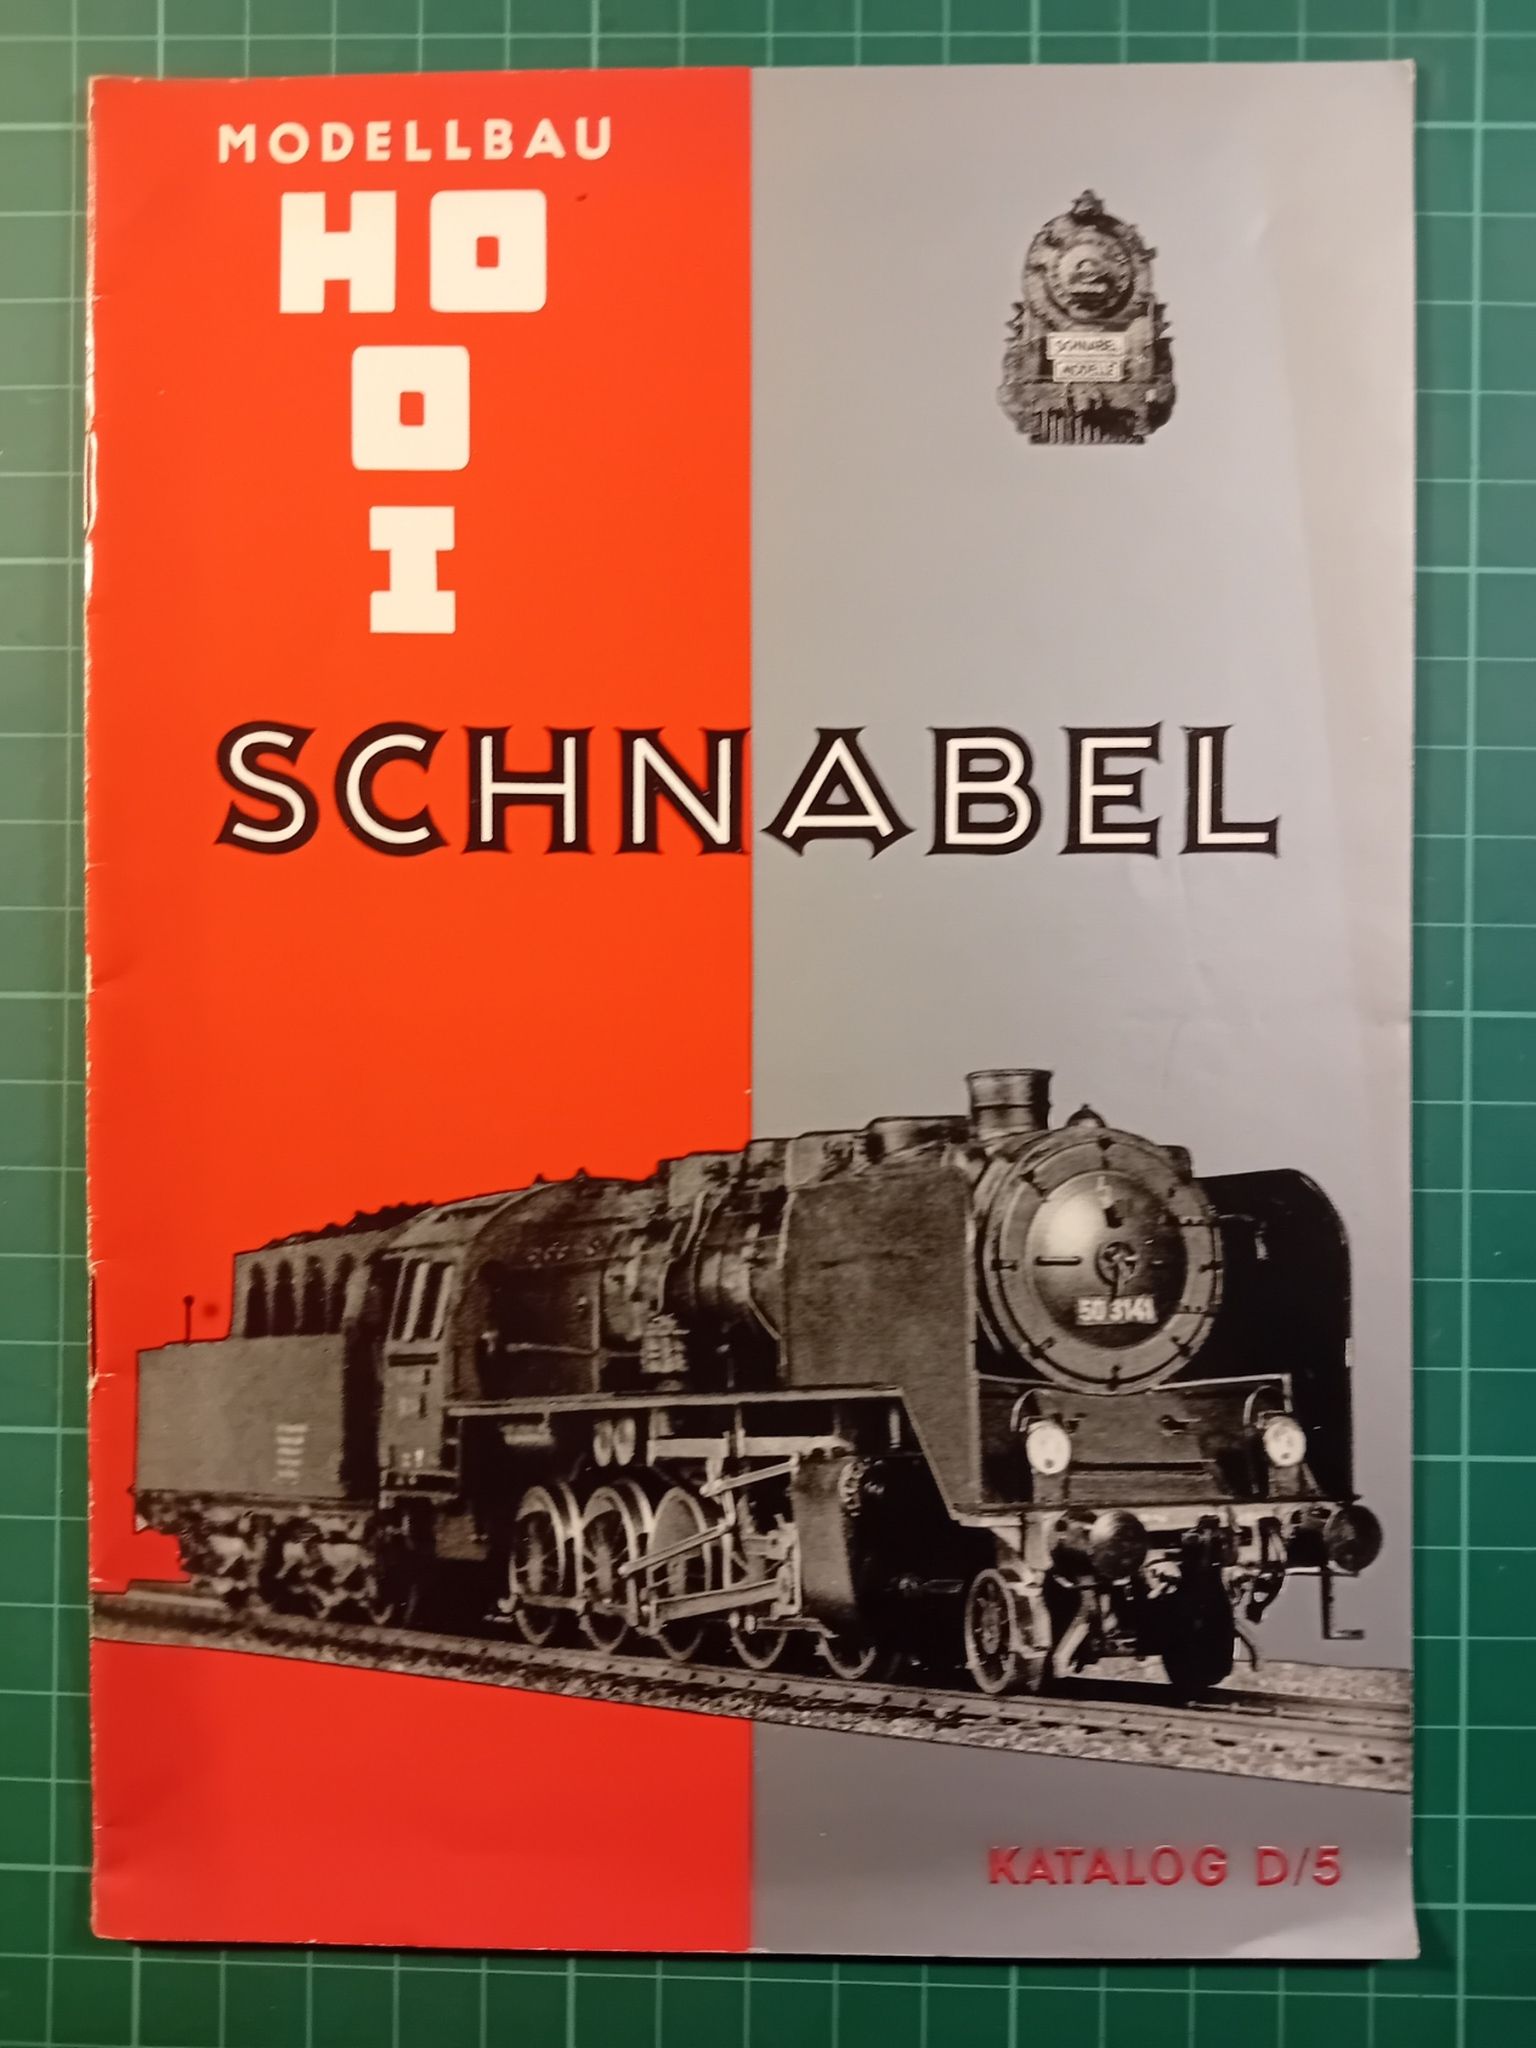 MODELLBAU
HO
O
I
SCHNABEL
MODELLE
SCHNABEL
50 3141
KATALOG D/5